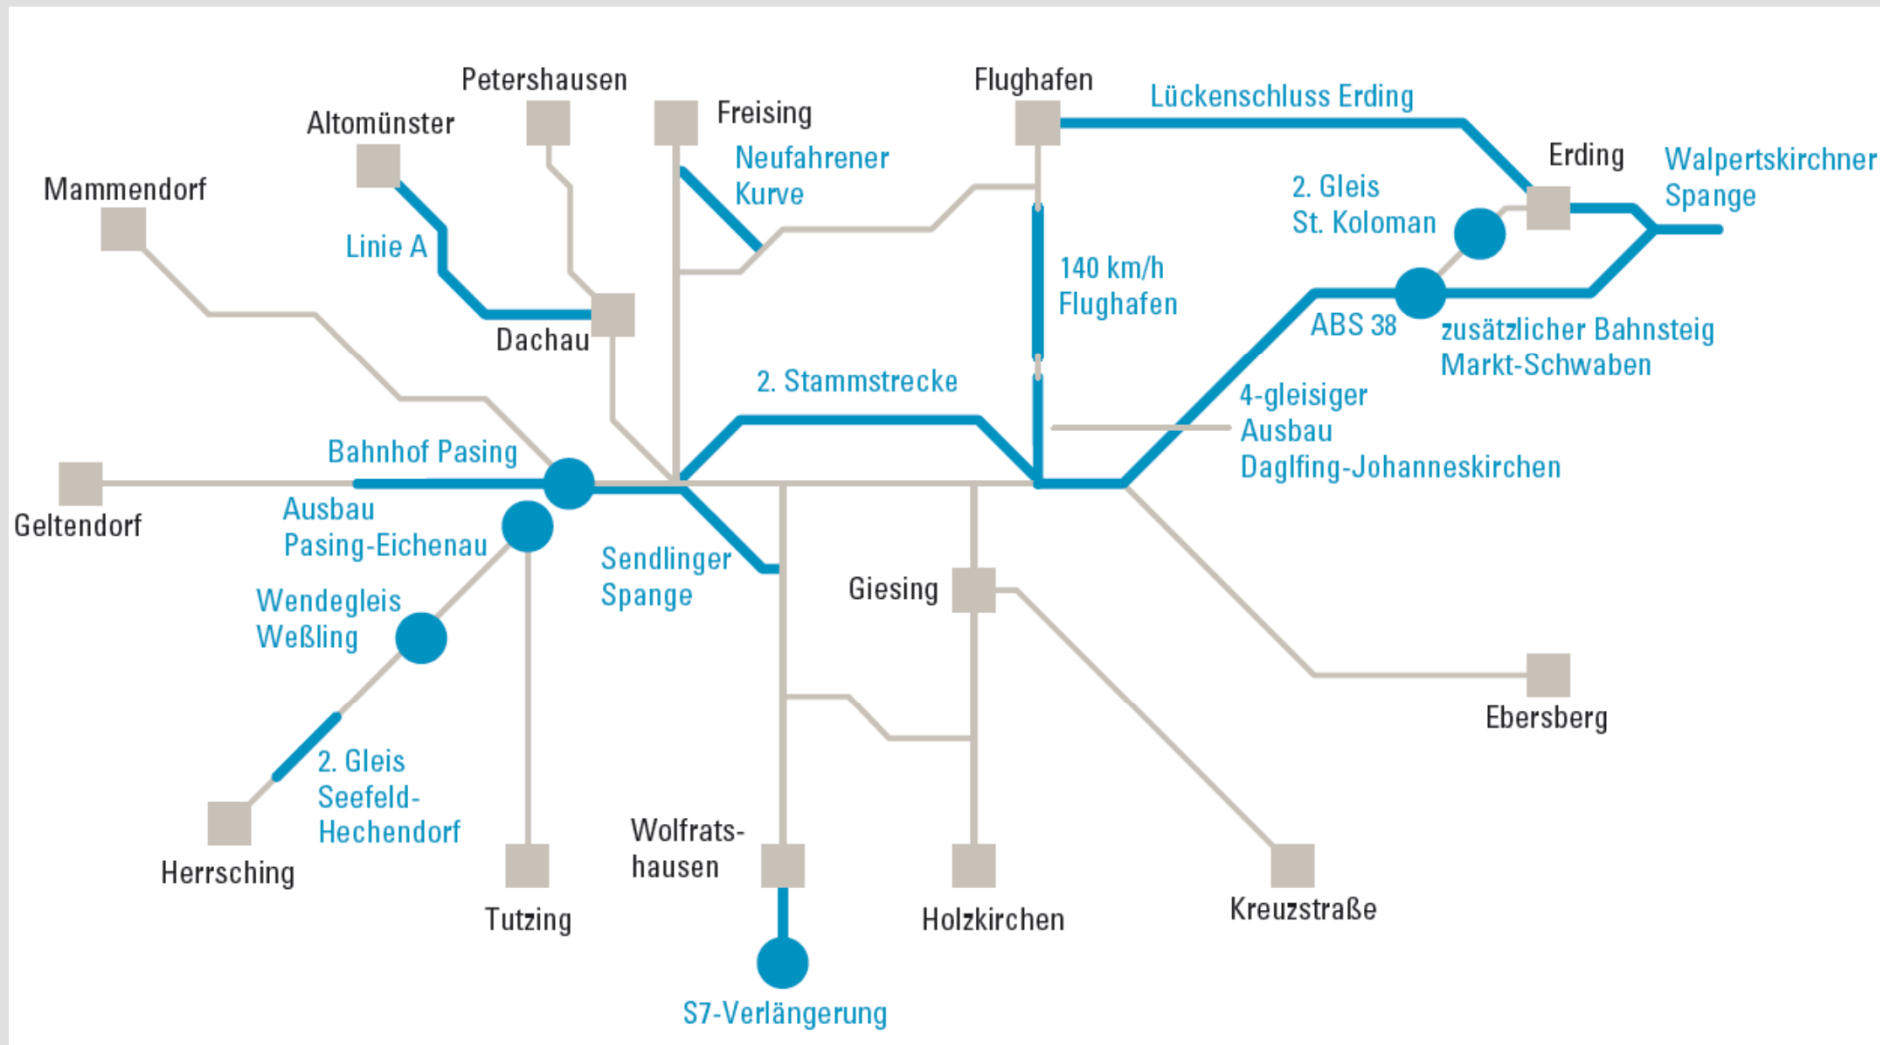 Petershausen
Flughafen
Lückenschluss Erding
Altomünster
Freising
Neufahrener
Kurve
Erding
Walpertskirchner
Spange
Mammendorf
2. Gleis
St. Koloman
Linie A
140 km/h
Flughafen
Dachau
ABS 38
zusätzlicher Bahnsteig
Markt-Schwaben
2. Stammstrecke
4-gleisiger
Ausbau
Daglfing-Johanneskirchen
Bahnhof Pasing
Geltendorf
Ausbau
Pasing-Eichenau
Sendlinger
Spange
Giesing
Wendegleis
Weßling
Ebersberg
2. Gleis
Seefeld-
Hechendorf
Herrsching
Wolfrats-
hausen
Tutzing
Holzkirchen
Kreuzstraße
S7-Verlängerung